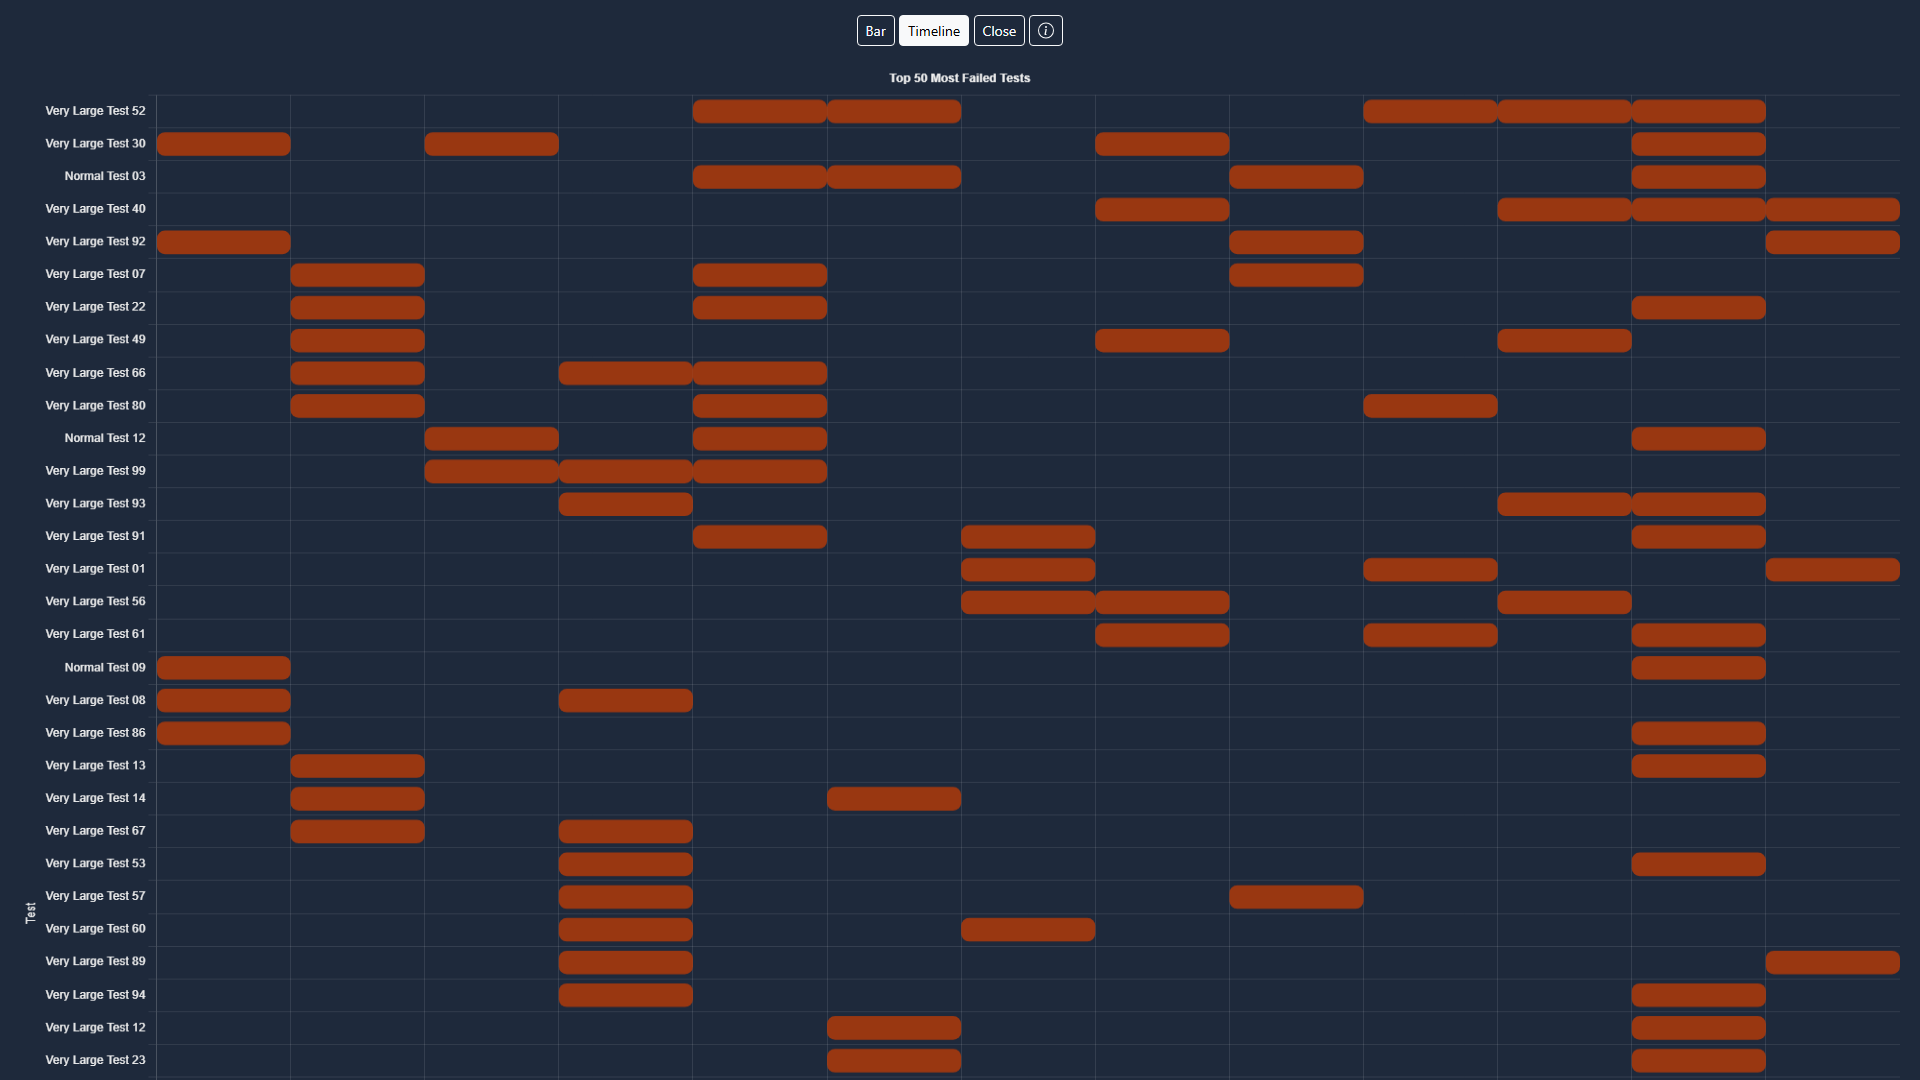 Bar Timeline Close
Top 50 Most Failed Tests
Very Large Test 52
Very Large Test 30
Normal Test 03
Very Large Test 40
Very Large Test 92
Very Large Test 07
Very Large Test 22
Very Large Test 49
Very Large Test 66
Very Large Test 80
Normal Test 12
Very Large Test 99
Very Large Test 93
Very Large Test 91
Very Large Test 01
Very Large Test 56
Very Large Test 61
Normal Test 09
Very Large Test 08
Very Large Test 86
Very Large Test 13
Very Large Test 14
Very Large Test 67
Very Large Test 53
Very Large Test 57
Test
Very Large Test 60
Very Large Test 89
Very Large Test 94
Very Large Test 12
Very Large Test 23